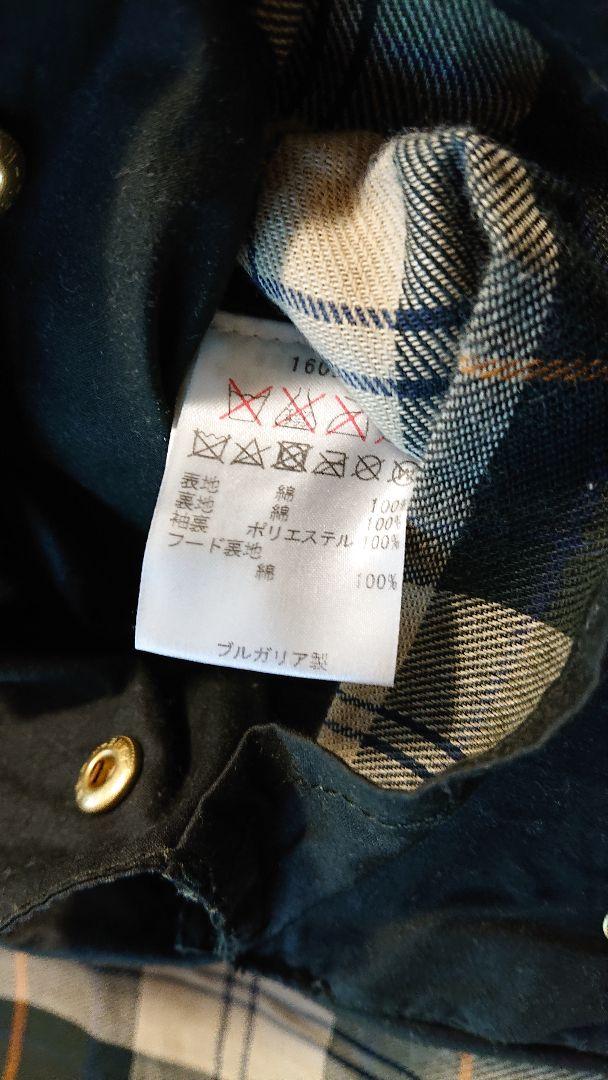 160
表地 綿 100%
裏地 綿 100%
袖裏 ポリエステル 100%
フード裏地
綿 100%
ブルガリア製